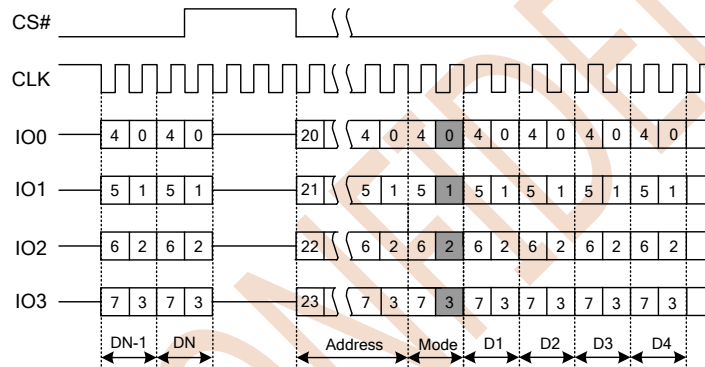 CS#
CLK
IO0 4 0 4 0 20 4 0 4 0 4 0 4 0 4 0 4 0
IO1 5 1 5 1 21 5 1 5 1 5 1 5 1 5 1 5 1
IO2 6 2 6 2 22 6 2 6 2 6 2 6 2 6 2 6 2
IO3 7 3 7 3 23 7 3 7 3 7 3 7 3 7 3 7 3
DN-1 DN Address Mode D1 D2 D3 D4